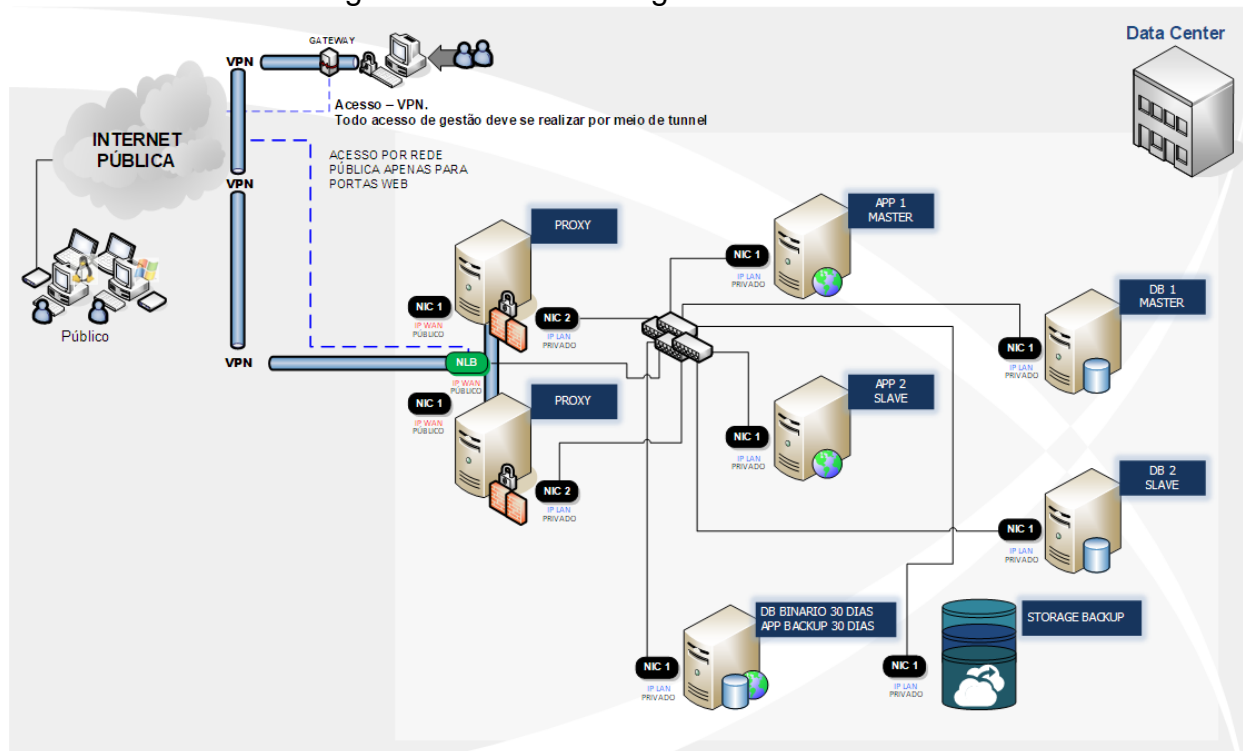 Data Center
GATEWAY
VPN
Acesso – VPN.
Todo acesso de gestão deve se realizar por meio de tunnel
INTERNET
PÚBLICA
ACESSO POR REDE
PÚBLICA APENAS PARA
PORTAS WEB
VPN
Público
VPN
PROXY
NIC 1
IP WAN
PÚBLICO
NIC 2
IP LAN
PRIVADO
NLB
IP WAN
PÚBLICO
PROXY
NIC 1
IP WAN
PÚBLICO
NIC 2
IP LAN
PRIVADO
APP 1
MASTER
NIC 1
IP LAN
PRIVADO
APP 2
SLAVE
NIC 1
IP LAN
PRIVADO
DB 1
MASTER
NIC 1
IP LAN
PRIVADO
DB 2
SLAVE
NIC 1
IP LAN
PRIVADO
DB BINARIO 30 DIAS
APP BACKUP 30 DIAS
NIC 1
IP LAN
PRIVADO
STORAGE BACKUP
NIC 1
IP LAN
PRIVADO